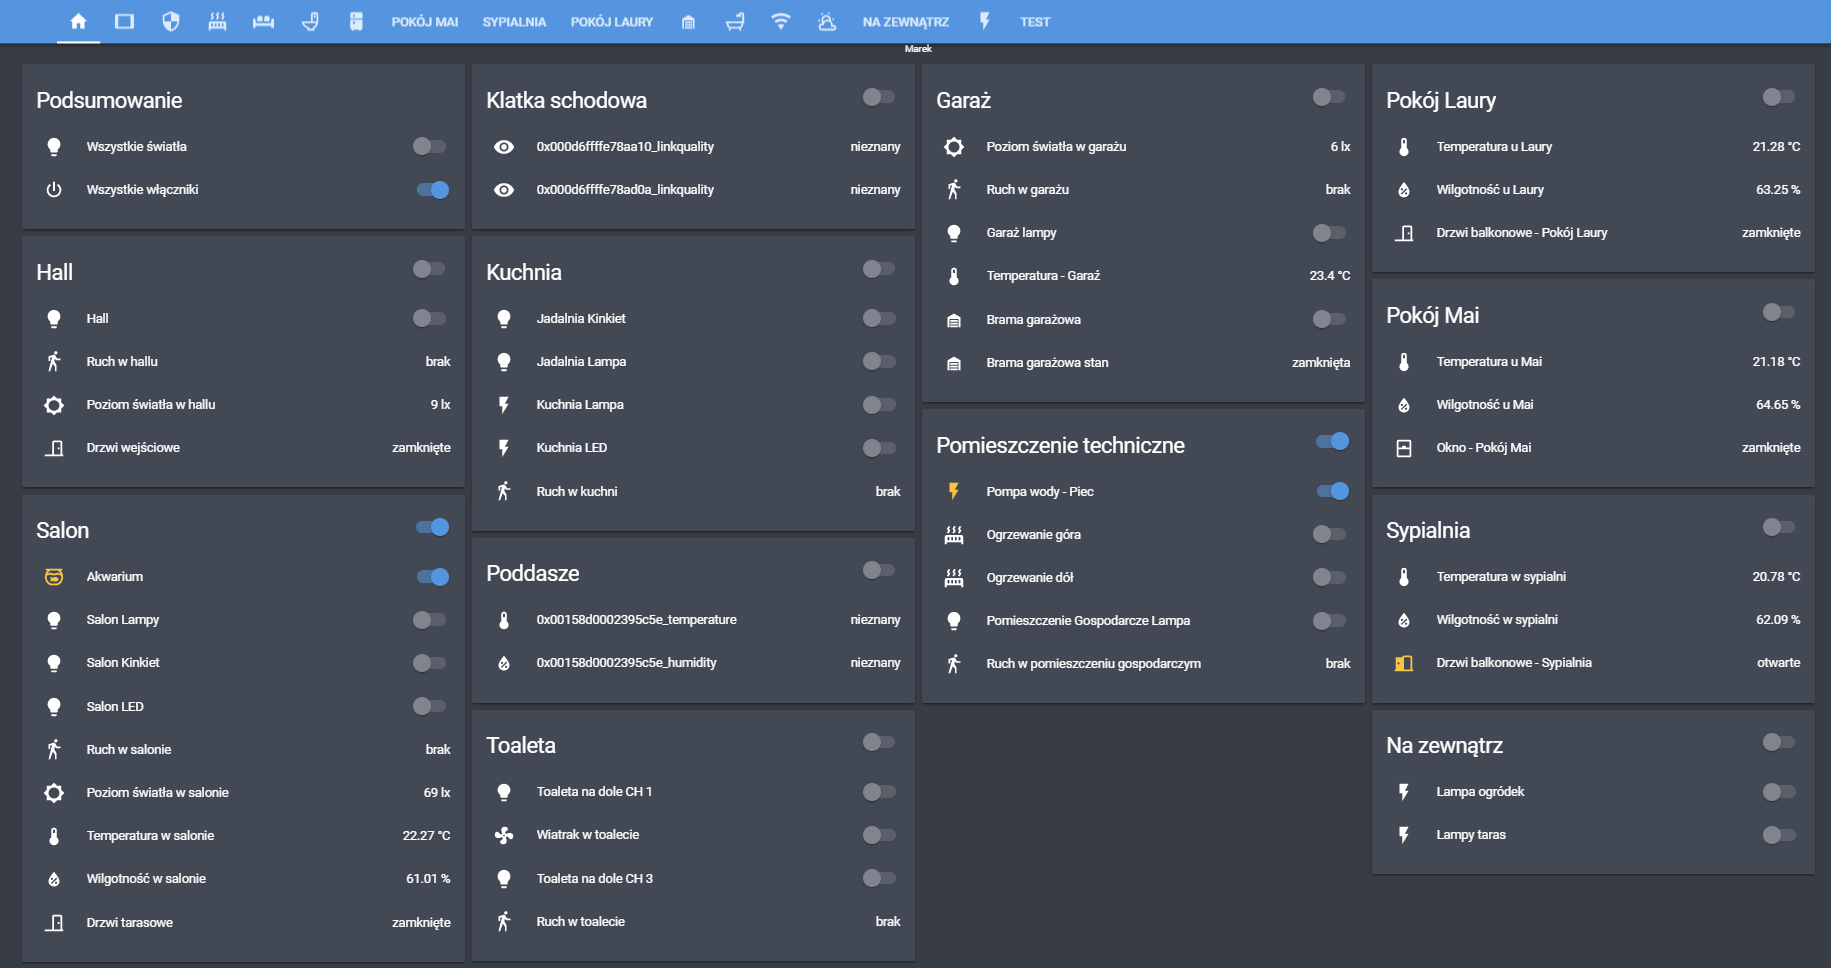 POKÓJ MAI SYPIALNIA POKÓJ LAURY NA ZEWNĄTRZ TEST
Marek
Podsumowanie
Wszystkie światła
Wszystkie włączniki
Hall
Hall
Ruch w hallu brak
Poziom światła w hallu 9 lx
Drzwi wejściowe zamknięte
Salon
Akwarium
Salon Lampy
Salon Kinkiet
Salon LED
Ruch w salonie brak
Poziom światła w salonie 69 lx
Temperatura w salonie 22.27 °C
Wilgotność w salonie 61.01 %
Drzwi tarasowe zamknięte
Klatka schodowa
0x000d6ffffe78aa10_linkquality nieznany
0x000d6ffffe78ad0a_linkquality nieznany
Kuchnia
Jadalnia Kinkiet
Jadalnia Lampa
Kuchnia Lampa
Kuchnia LED
Ruch w kuchni brak
Poddasze
0x00158d0002395c5e_temperature nieznany
0x00158d0002395c5e_humidity nieznany
Toaleta
Toaleta na dole CH 1
Wiatrak w toalecie
Toaleta na dole CH 3
Ruch w toalecie brak
Garaż
Poziom światła w garażu 6 lx
Ruch w garażu brak
Garaż lampy
Temperatura - Garaź 23.4 °C
Brama garażowa
Brama garażowa stan zamknięta
Pomieszczenie techniczne
Pompa wody - Piec
Ogrzewanie góra
Ogrzewanie dół
Pomieszczenie Gospodarcze Lampa
Ruch w pomieszczeniu gospodarczym brak
Pokój Laury
Temperatura u Laury 21.28 °C
Wilgotność u Laury 63.25 %
Drzwi balkonowe - Pokój Laury zamknięte
Pokój Mai
Temperatura u Mai 21.18 °C
Wilgotność u Mai 64.65 %
Okno - Pokój Mai zamknięte
Sypialnia
Temperatura w sypialni 20.78 °C
Wilgotność w sypialni 62.09 %
Drzwi balkonowe - Sypialnia otwarte
Na zewnątrz
Lampa ogródek
Lampy taras